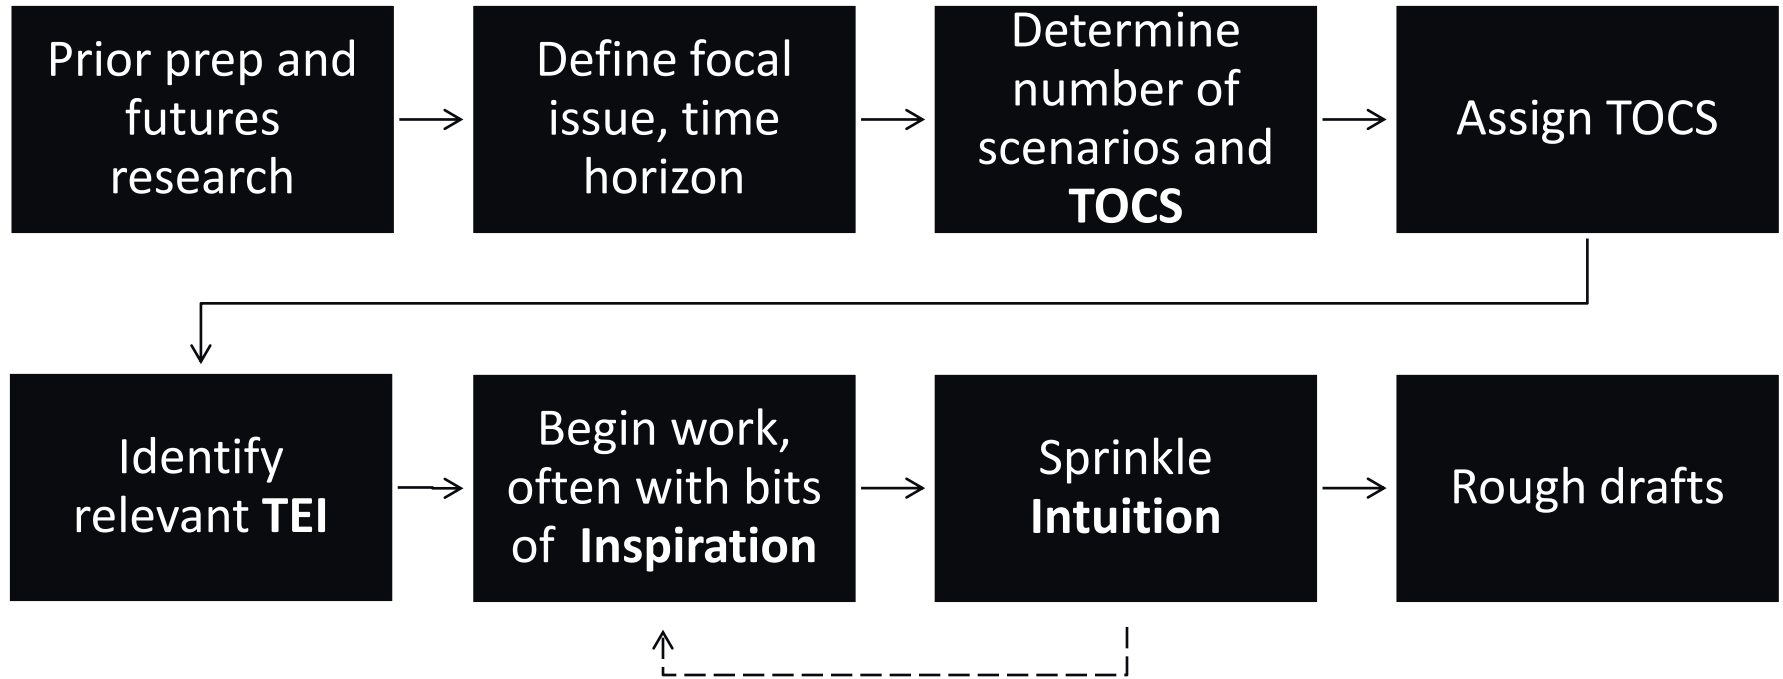 Prior prep and
futures
research
Define focal
issue, time
horizon
Determine
number of
scenarios and
TOCS
Assign TOCS
Identify
relevant TEI
Begin work,
often with bits
of Inspiration
Sprinkle
Intuition
Rough drafts